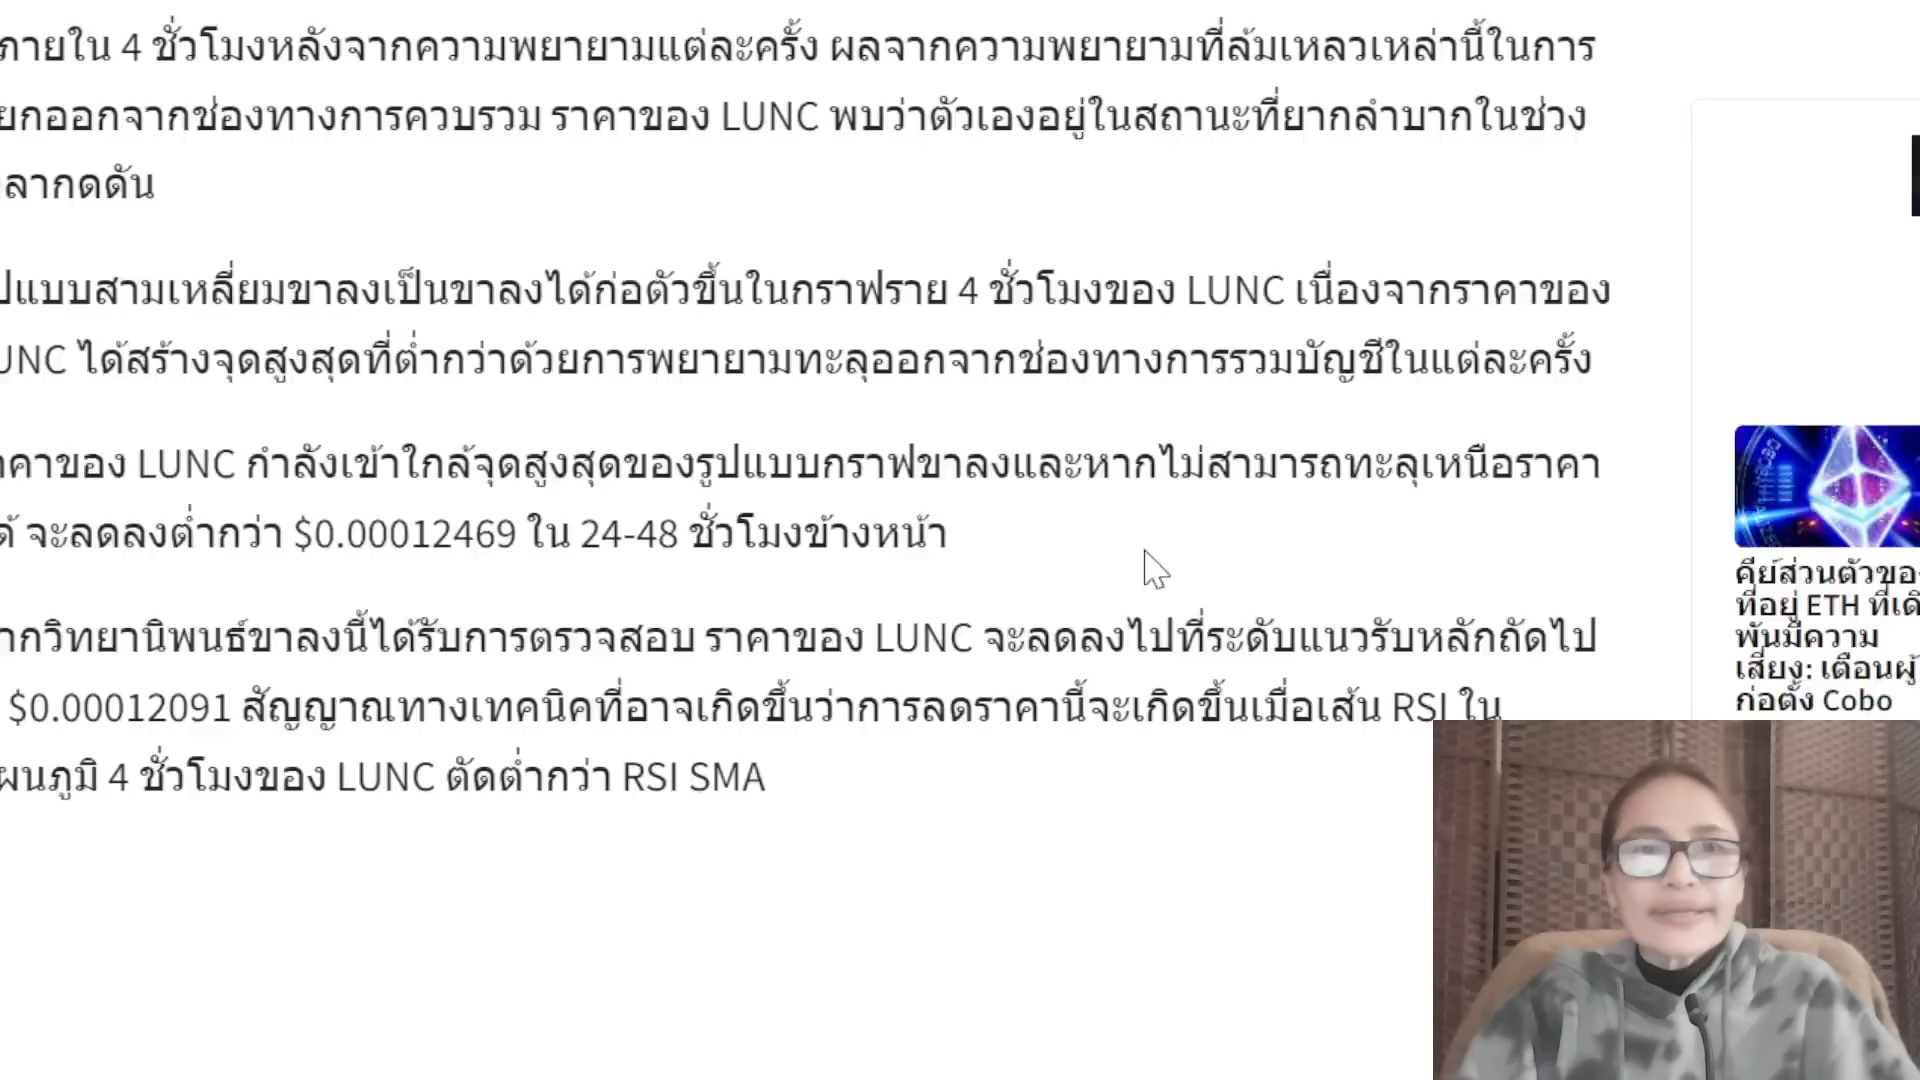 ภายใน 4 ชั่วโมงหลังจากความพยายามแต่ละครั้ง ผลจากความพยายามที่ล้มเหลวเหล่านี้ในการ
ยกออกจากช่องทางการควบรวม ราคาของ LUNC พบว่าตัวเองอยู่ในสถานะที่ยากลำบากในช่วง
ลากดดัน
ปแบบสามเหลี่ยมขาลงเป็นขาลงได้ก่อตัวขึ้นในกราฟราย 4 ชั่วโมงของ LUNC เนื่องจากราคาของ
UNC ได้สร้างจุดสูงสุดที่ต่ำกว่าด้วยการพยายามทะลุออกจากช่องทางการรวมบัญชีในแต่ละครั้ง
าคาของ LUNC กำลังเข้าใกล้จุดสูงสุดของรูปแบบกราฟขาลงและหากไม่สามารถทะลุเหนือราคา
ด้ จะลดลงต่ำกว่า $0.00012469 ใน 24-48 ชั่วโมงข้างหน้า
ากวิทยานิพนธ์ขาลงนี้ได้รับการตรวจสอบ ราคาของ LUNC จะลดลงไปที่ระดับแนวรับหลักถัดไป
$0.00012091 สัญญาณทางเทคนิคที่อาจเกิดขึ้นว่าการลดราคานี้จะเกิดขึ้นเมื่อเส้น RSI ใน
ผนภูมิ 4 ชั่วโมงของ LUNC ตัดต่ำกว่า RSI SMA
คีย์ส่วนตัวของ
ที่อยู่ ETH ที่เดิ
พันมีความ
เสี่ยง: เตือนผู้
ก่อตั้ง Cobo